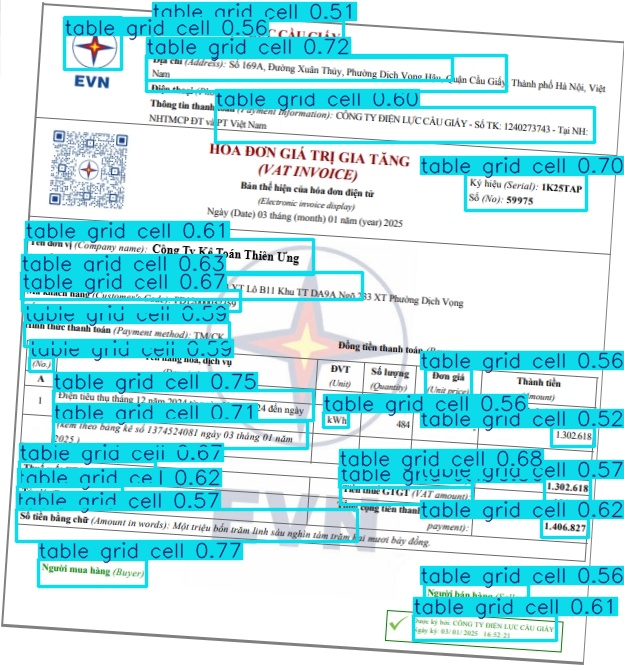 table grid cell 0.51
table grid cell 0.56
CẦU GIẤY
table grid cell 0.72
Địa chỉ (Address): Số 169A, Đường Xuân Thủy, Phường Dịch Vọng Hậu, Quận Cầu Giấy, Thành phố Hà Nội, Việt
Nam
EVN
table grid cell 0.60
Thông tin thanh toán (Payment information): CÔNG TY ĐIỆN LỰC CẦU GIẤY - Số TK: 1240273743 - Tại NH:
NHTMCP ĐT và PT Việt Nam
HÓA ĐƠN GIÁ TRỊ GIA TĂNG
(VAT INVOICE)
Bản thể hiện của hóa đơn điện tử
(Electronic invoice display)
Ngày (Date) 03 tháng (month) 01 năm (year) 2025
table grid cell 0.70
Ký hiệu (Serial): 1K25TAP
Số (No): 59975
table grid cell 0.61
Tên đơn vị (Company name): Công Ty Kế Toán Thiên Ưng
table grid cell 0.63
table grid cell 0.67
XT Lô B11 Khu TT DA9A Ngõ 233 XT Phường Dịch Vọng
Mã khách hàng (Customer's Code):
table grid cell 0.59
Hình thức thanh toán (Payment method): TM/CK
Đồng tiền thanh toán
table grid cell 0.59
(No.)
hàng hóa, dịch vụ
ĐVT
(Unit)
Số lượng
(Quantity)
table grid cell 0.56
Đơn giá
(Unit price)
Thành tiền
A
table grid cell 0.75
1
Điện tiêu thụ tháng 12 năm 2024 24 đến ngày
table grid cell 0.71
(kèm theo bảng kê số 1374524081 ngày 03 tháng 01 năm
2025 )
table grid cell 0.56
kWh
484
table grid cell 0.52
1.302.618
table grid cell 0.67
table grid cell 0.68
table grid cell 0.57
1.302.618
table grid cell 0.62
Tiền thuế GTGT (VAT amount)
table grid cell 0.57
cộng tiền thanh
payment):
table grid cell 0.62
1.406.827
Số tiền bằng chữ (Amount in words): Một triệu bốn trăm linh sáu nghìn tám trăm hai mươi bảy đồng.
EVN
table grid cell 0.77
Người mua hàng (Buyer)
table grid cell 0.56
Người bán hàng
table grid cell 0.61
Được ký bởi: CÔNG TY ĐIỆN LỰC CẦU GIẤY
Ngày ký: 03/01/2025 16:52:21